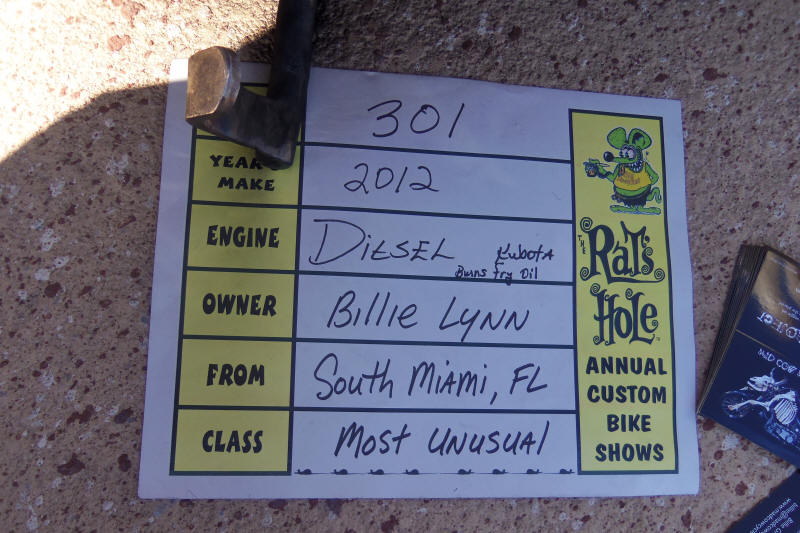 301
YEAR
MAKE
2012
ENGINE
DIESEL Kubota
Burns Fry Oil
OWNER
Billie Lynn
FROM
South Miami, FL
CLASS
Most Unusual
THE
RAT'S
HOLE
ANNUAL
CUSTOM
BIKE
SHOWS